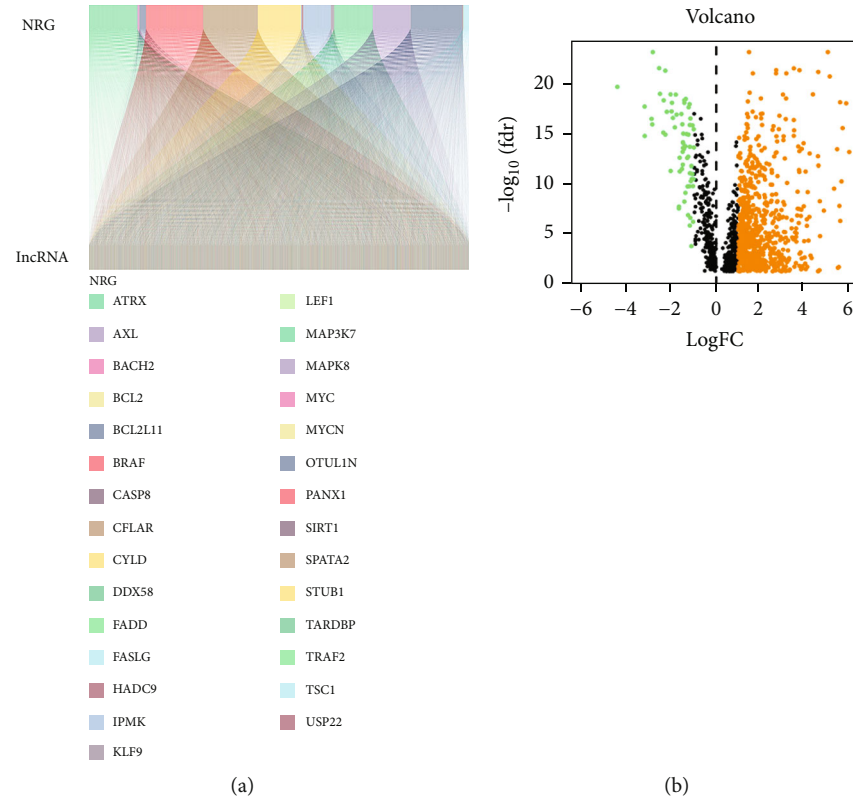 NRG
lncRNA
NRG
ATRX
AXL
BACH2
BCL2
BCL2L11
BRAF
CASP8
CFLAR
CYLD
DDX58
FADD
FASLG
HADC9
IPMK
KLF9
LEF1
MAP3K7
MAPK8
MYC
MYCN
OTUL1N
PANX1
SIRT1
SPATA2
STUB1
TARDBP
TRAF2
TSC1
USP22
(a)
Volcano
−log10 (fdr)
20
15
10
5
0
−6 −4 −2 0 2 4 6
LogFC
(b)